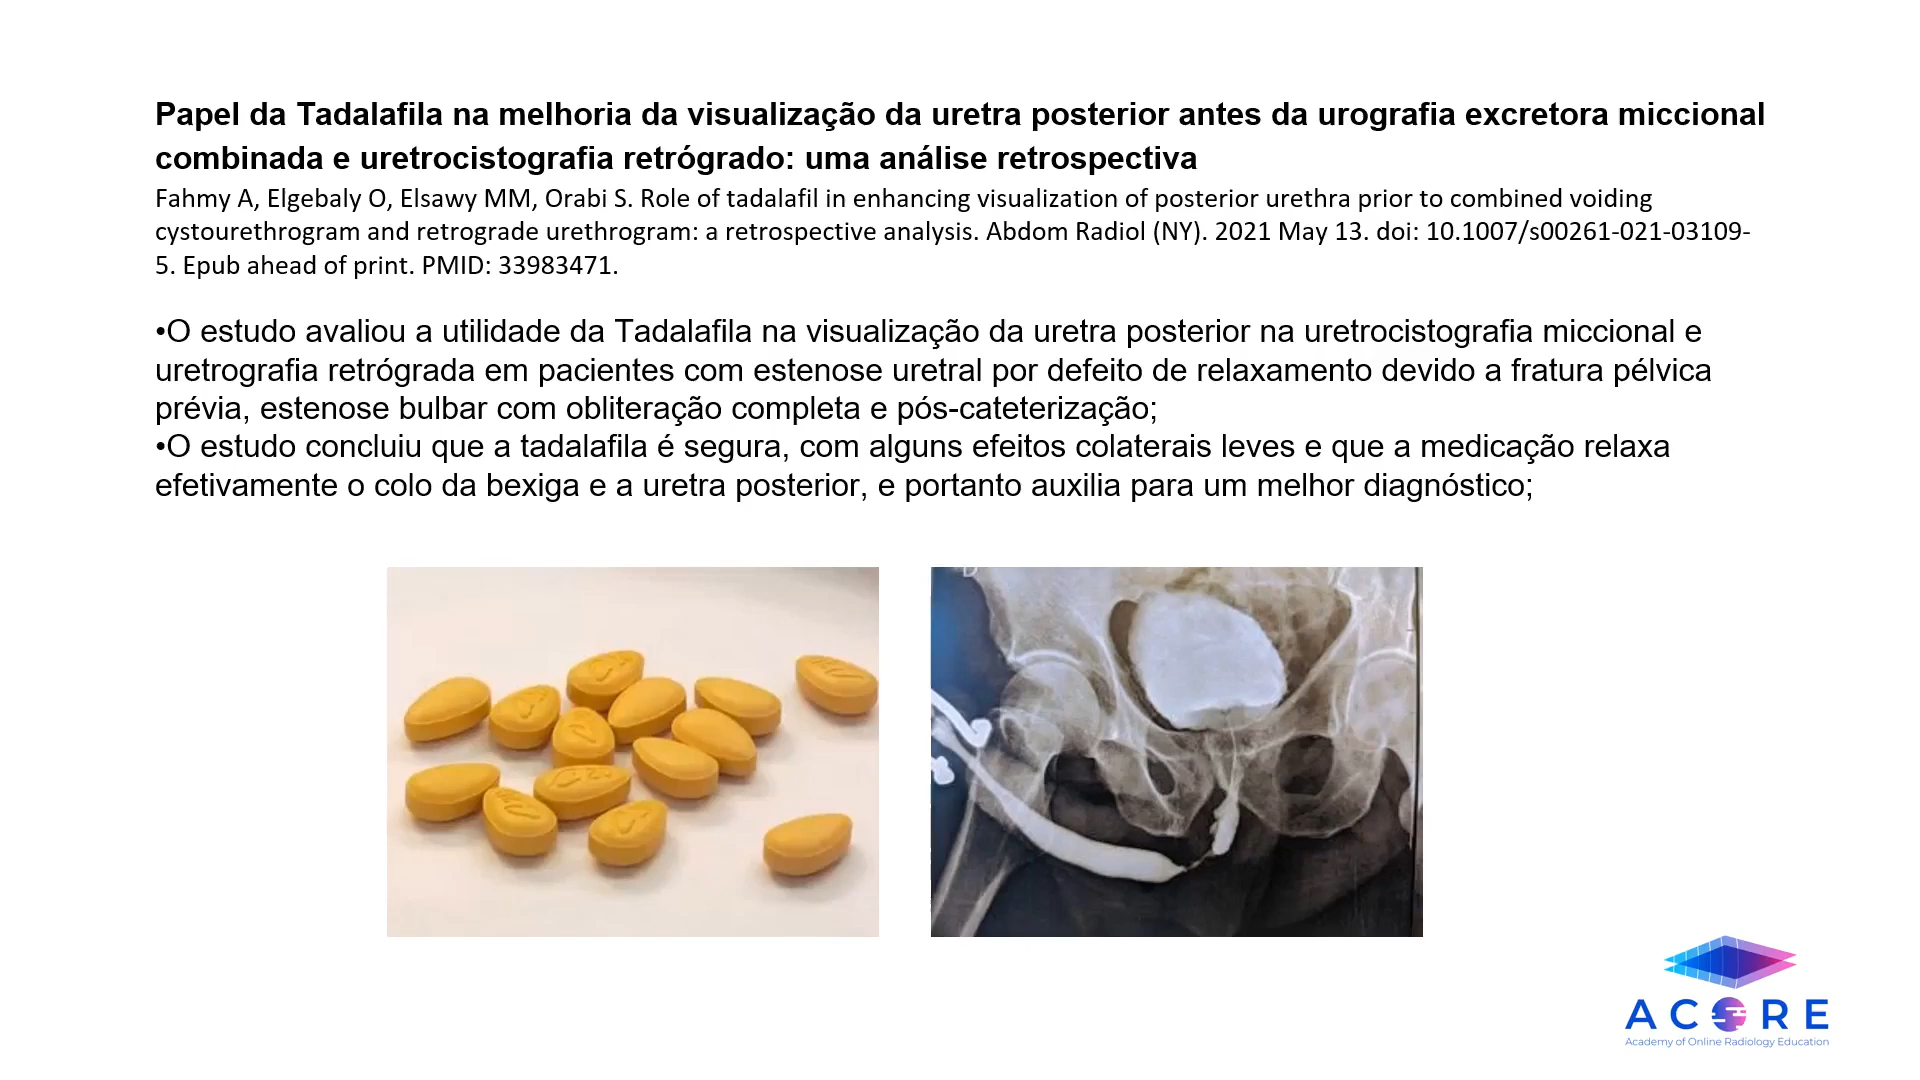 Papel da Tadalafila na melhoria da visualização da uretra posterior antes da urografia excretora miccional
combinada e uretrocistografia retrógrado: uma análise retrospectiva
Fahmy A, Elgebaly O, Elsawy MM, Orabi S. Role of tadalafil in enhancing visualization of posterior urethra prior to combined voiding
cystourethrogram and retrograde urethrogram: a retrospective analysis. Abdom Radiol (NY). 2021 May 13. doi: 10.1007/s00261-021-03109-
5. Epub ahead of print. PMID: 33983471.
•O estudo avaliou a utilidade da Tadalafila na visualização da uretra posterior na uretrocistografia miccional e
uretrografia retrógrada em pacientes com estenose uretral por defeito de relaxamento devido a fratura pélvica
prévia, estenose bulbar com obliteração completa e pós-cateterização;
•O estudo concluiu que a tadalafila é segura, com alguns efeitos colaterais leves e que a medicação relaxa
efetivamente o colo da bexiga e a uretra posterior, e portanto auxilia para um melhor diagnóstico;
D
ACORE
Academy of Online Radiology Education